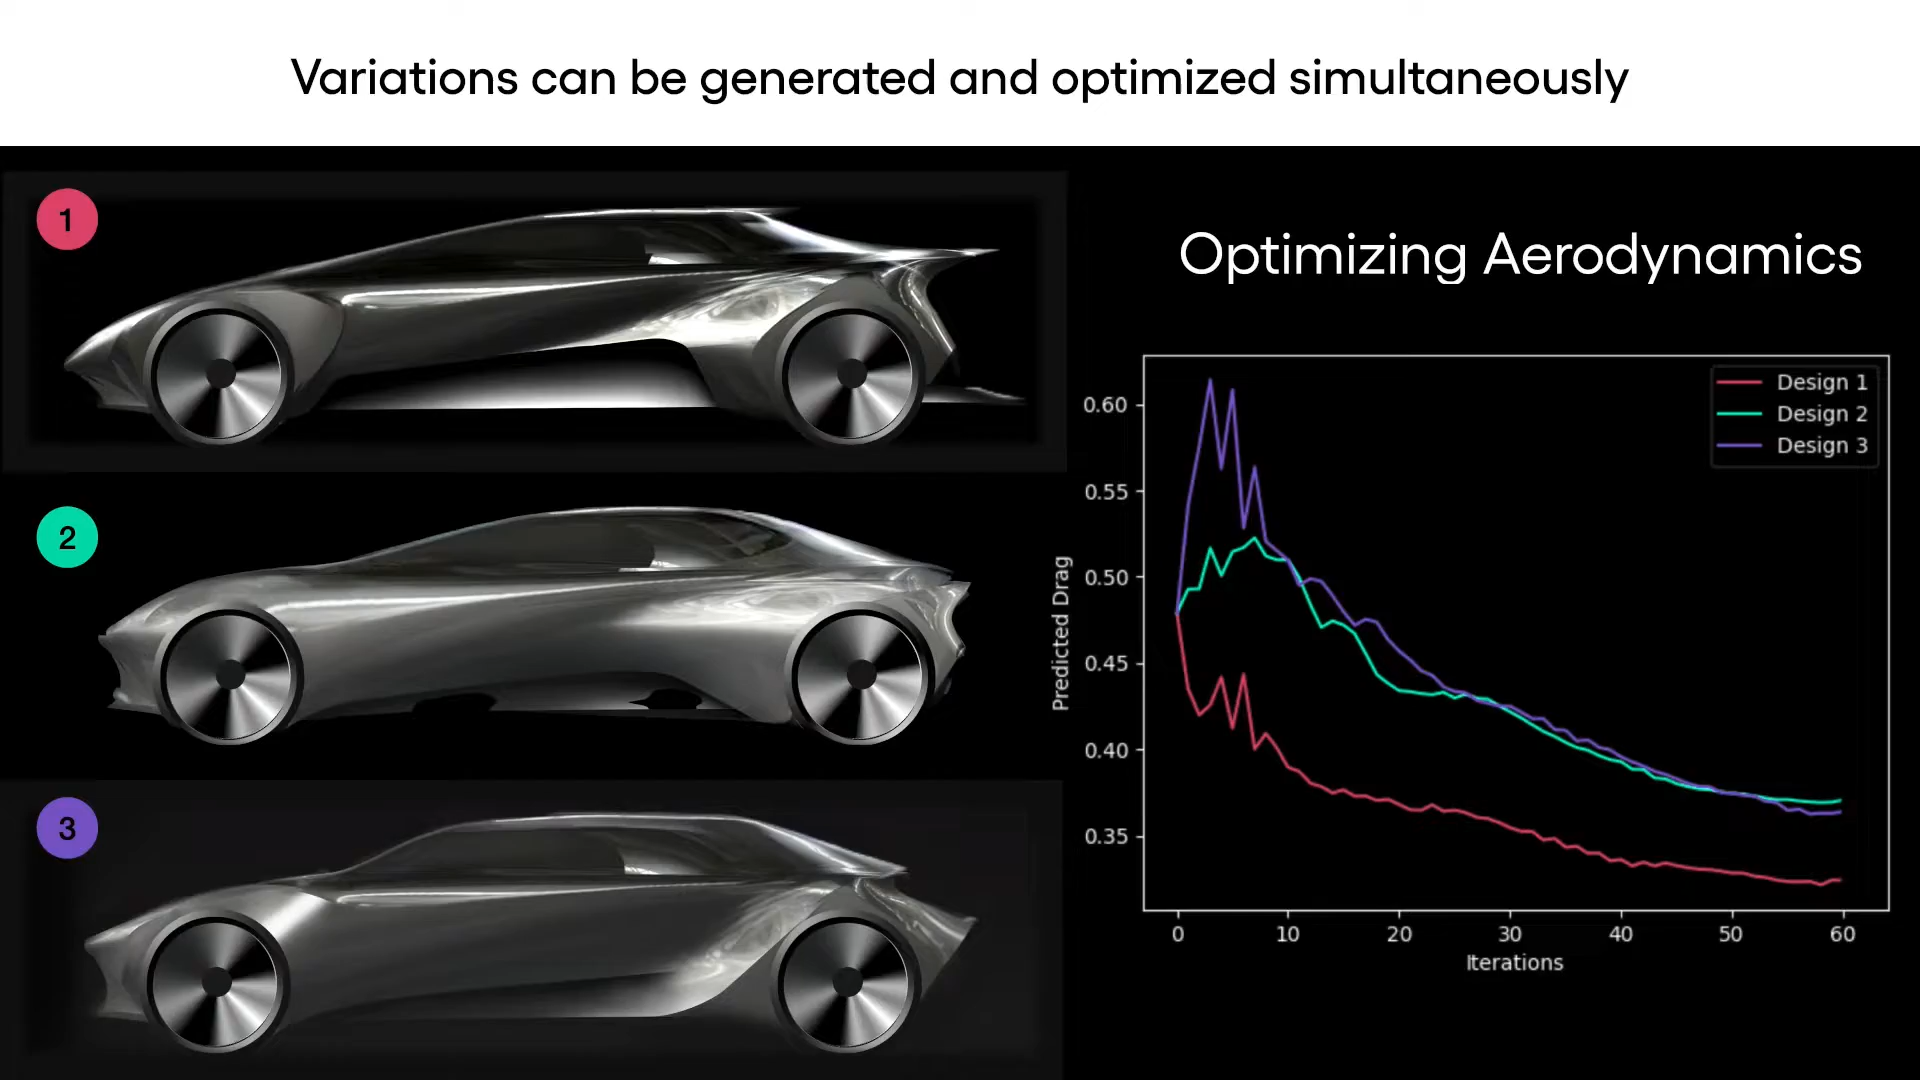 Variations can be generated and optimized simultaneously
1
2
3
Optimizing Aerodynamics
Design 1
Design 2
Design 3
Predicted Drag
0.60
0.55
0.50
0.45
0.40
0.35
0 10 20 30 40 50 60
Iterations